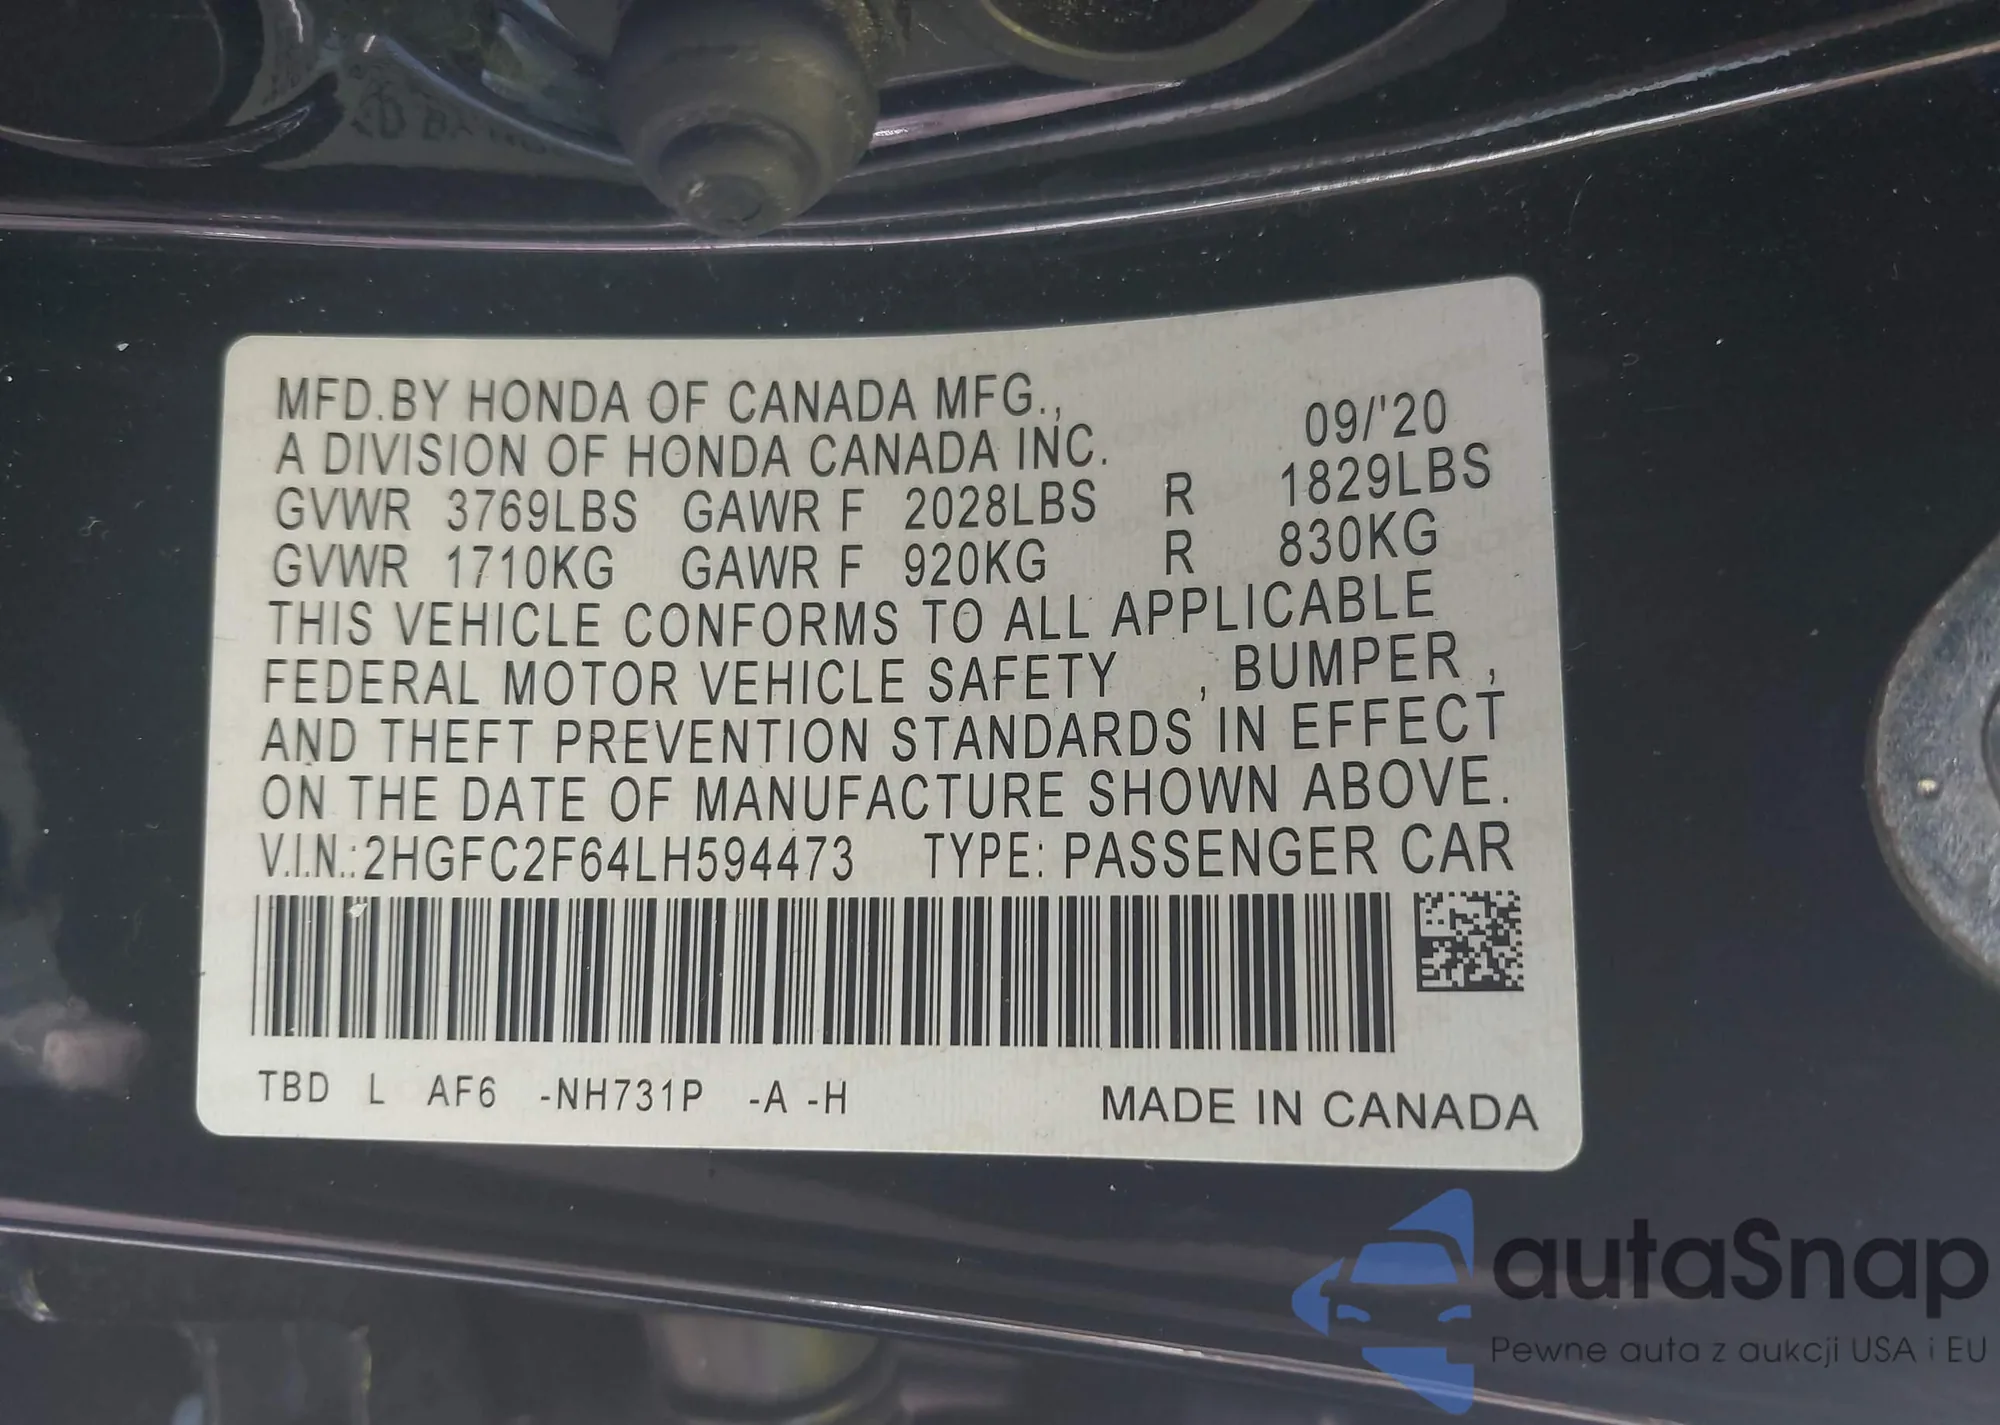 MFD.BY HONDA OF CANADA MFG.,
A DIVISION OF HONDA CANADA INC. 09/'20
GVWR 3769LBS GAWR F 2028LBS R 1829LBS
GVWR 1710KG GAWR F 920KG R 830KG
THIS VEHICLE CONFORMS TO ALL APPLICABLE
FEDERAL MOTOR VEHICLE SAFETY , BUMPER ,
AND THEFT PREVENTION STANDARDS IN EFFECT
ON THE DATE OF MANUFACTURE SHOWN ABOVE.
V.I.N.:2HGFC2F64LH594473 TYPE: PASSENGER CAR
TBD L AF6 -NH731P -A -H MADE IN CANADA
autaSnap
Pewne auta z aukcji USA i EU